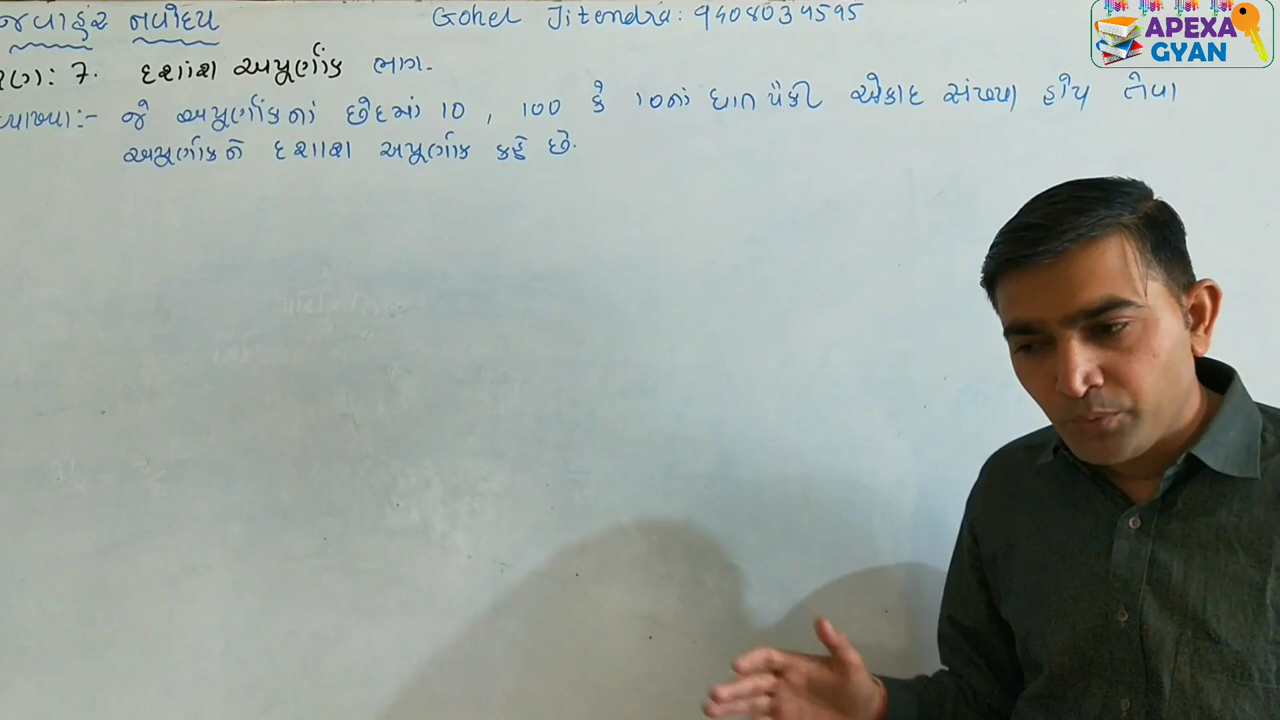 જવાહર નવોદય
Gohel Jitendra: 9408039595
APEXA
GYAN
: 7. દશાંશ અપૂર્ણાંક ભાગ-
વ્યાખ્યા:- જે અપૂર્ણાંકનાં છેદમાં 10, 100 કે 10નાં ઘાત પૈકી એકાદ સંખ્યા હોય તેવા
અપૂર્ણાંકને દશાંશ અપૂર્ણાંક કહે છે.